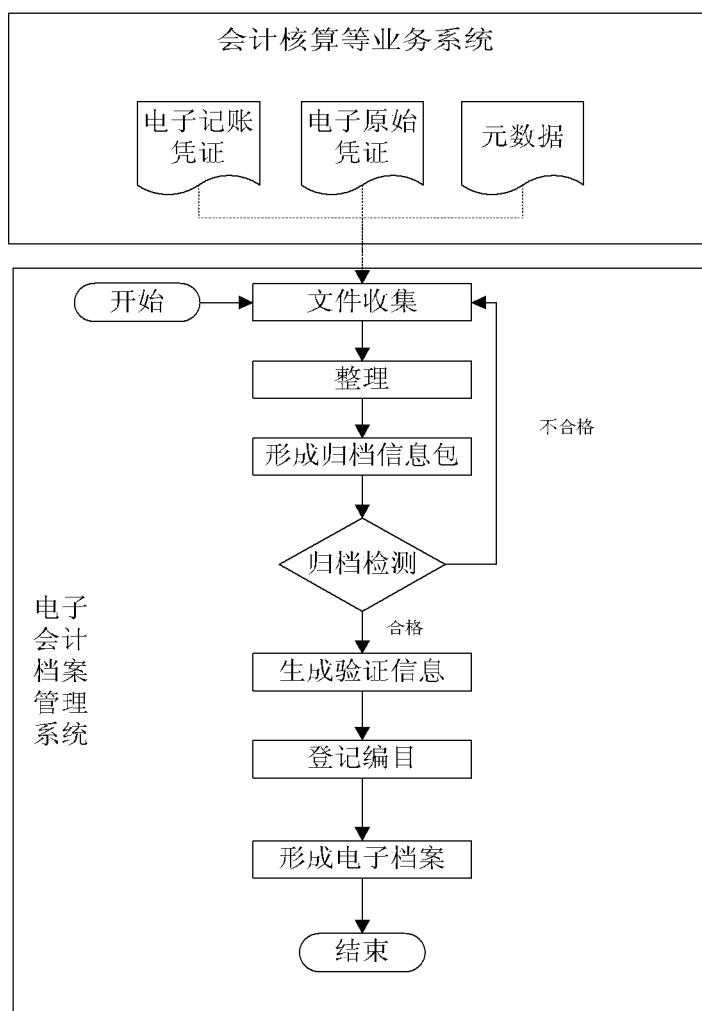 会计核算等业务系统
电子记账
凭证
电子原始
凭证
元数据
开始
文件收集
整理
不合格
形成归档信息包
归档检测
合格
电子
会计
档案
管理
系统
生成验证信息
登记编目
形成电子档案
结束